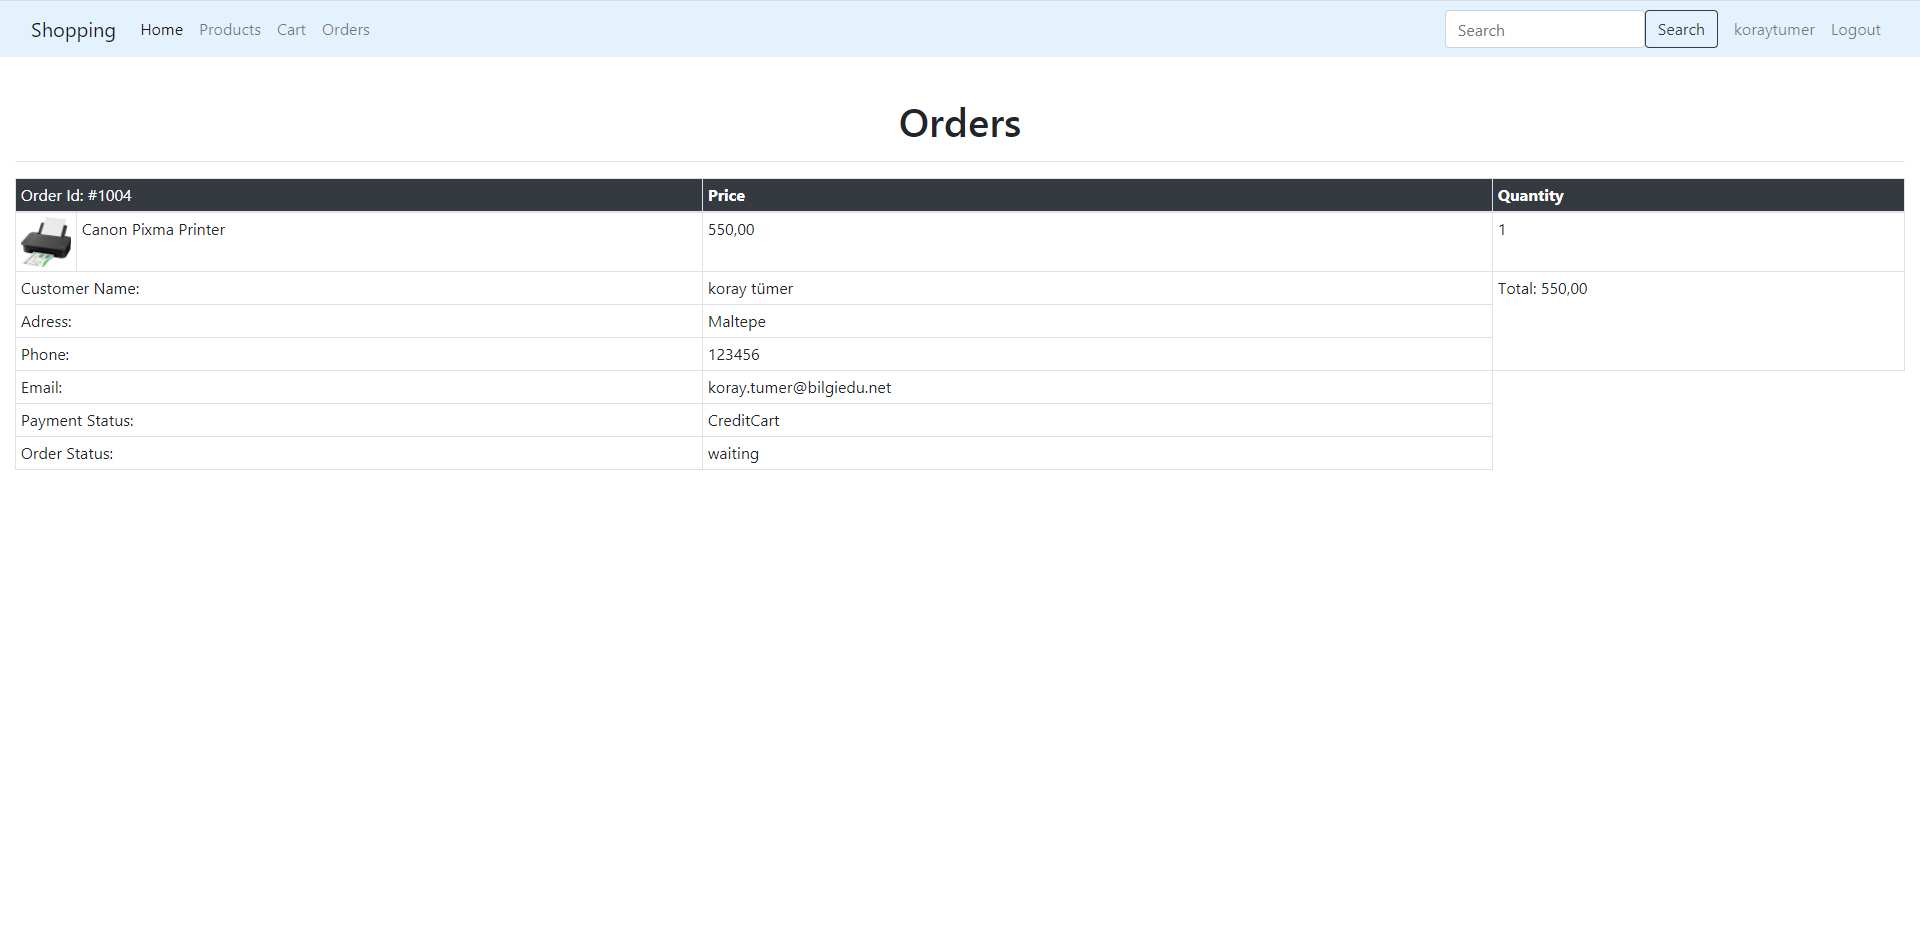 Shopping Home Products Cart Orders Search Search koraytumer Logout
Orders
Order Id: #1004 Price Quantity
Canon Pixma Printer 550,00 1
Customer Name: koray tümer Total: 550,00
Adress: Maltepe
Phone: 123456
Email: koray.tumer@bilgiedu.net
Payment Status: CreditCart
Order Status: waiting